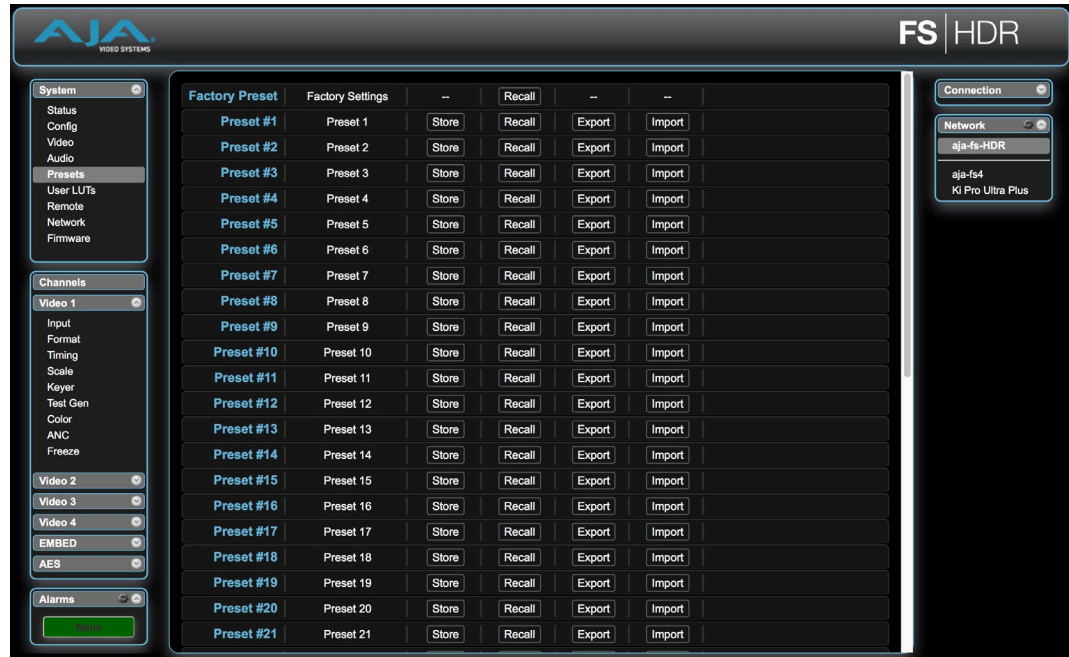 AJA
VIDEO SYSTEMS
FS HDR
System
Status
Config
Video
Audio
Presets
User LUTs
Remote
Network
Firmware
Channels
Video 1
Input
Format
Timing
Scale
Keyer
Test Gen
Color
ANC
Freeze
Video 2
Video 3
Video 4
EMBED
AES
Alarms
None
Factory Preset Factory Settings -- Recall -- --
Preset #1 Preset 1 Store Recall Export Import
Preset #2 Preset 2 Store Recall Export Import
Preset #3 Preset 3 Store Recall Export Import
Preset #4 Preset 4 Store Recall Export Import
Preset #5 Preset 5 Store Recall Export Import
Preset #6 Preset 6 Store Recall Export Import
Preset #7 Preset 7 Store Recall Export Import
Preset #8 Preset 8 Store Recall Export Import
Preset #9 Preset 9 Store Recall Export Import
Preset #10 Preset 10 Store Recall Export Import
Preset #11 Preset 11 Store Recall Export Import
Preset #12 Preset 12 Store Recall Export Import
Preset #13 Preset 13 Store Recall Export Import
Preset #14 Preset 14 Store Recall Export Import
Preset #15 Preset 15 Store Recall Export Import
Preset #16 Preset 16 Store Recall Export Import
Preset #17 Preset 17 Store Recall Export Import
Preset #18 Preset 18 Store Recall Export Import
Preset #19 Preset 19 Store Recall Export Import
Preset #20 Preset 20 Store Recall Export Import
Preset #21 Preset 21 Store Recall Export Import
Connection
Network
aja-fs-HDR
aja-fs4
Ki Pro Ultra Plus